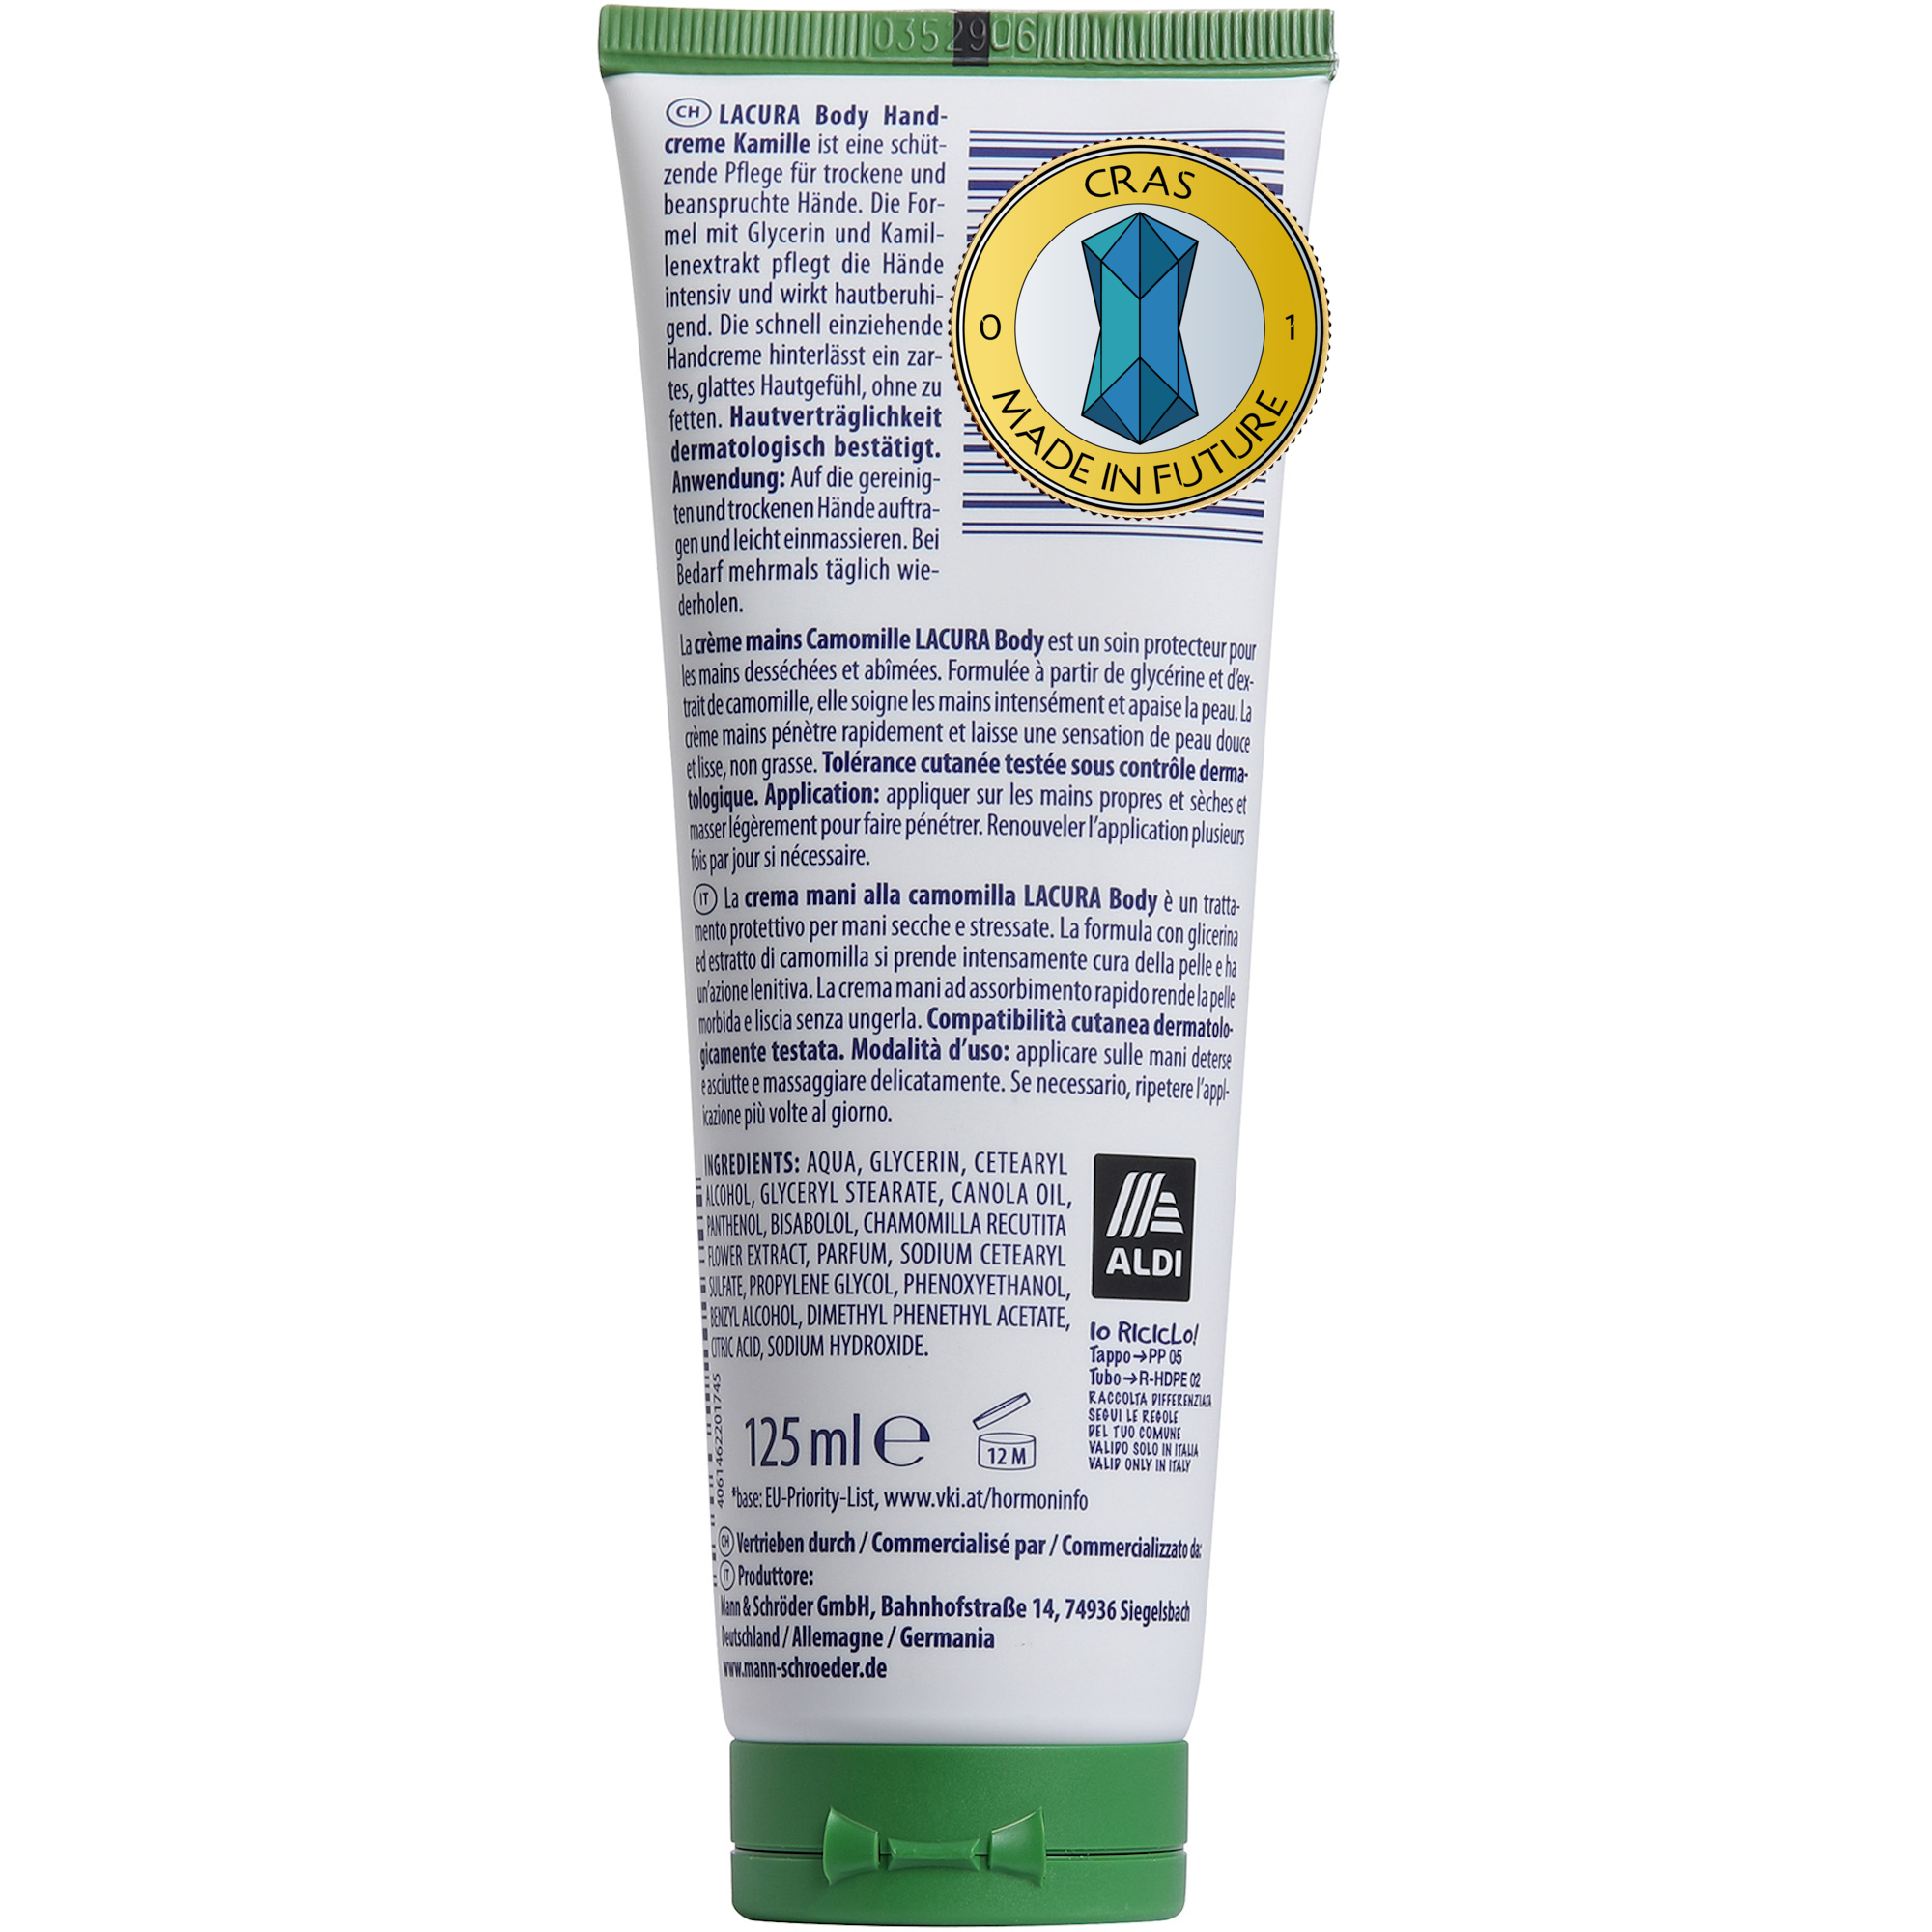 0352906
CH LACURA Body Hand-
creme Kamille ist eine schüt-
zende Pflege für trockene und
beanspruchte Hände. Die For-
mel mit Glycerin und Kamil-
lenextrakt pflegt die Hände
intensiv und wirkt hautberuhi-
gend. Die schnell einziehende
Handcreme hinterlässt ein zar-
tes, glattes Hautgefühl, ohne zu
fetten. Hautverträglichkeit
dermatologisch bestätigt.
Anwendung: Auf die gereinig-
ten und trockenen Hände auftra-
gen und leicht einmassieren. Bei
Bedarf mehrmals täglich wie-
derholen.
CRAS
0 1
MADE IN FUTURE
La crème mains Camomille LACURA Body est un soin protecteur pour
les mains desséchées et abîmées. Formulée à partir de glycérine et d'ex-
trait de camomille, elle soigne les mains intensément et apaise la peau. La
crème mains pénètre rapidement et laisse une sensation de peau douce
et lisse, non grasse. Tolérance cutanée testée sous contrôle derma-
tologique. Application: appliquer sur les mains propres et sèches et
masser légèrement pour faire pénétrer. Renouveler l'application plusieurs
fois par jour si nécessaire.
IT La crema mani alla camomilla LACURA Body è un tratta-
mento protettivo per mani secche e stressate. La formula con glicerina
ed estratto di camomilla si prende intensamente cura della pelle e ha
un'azione lenitiva. La crema mani ad assorbimento rapido rende la pelle
morbida e liscia senza ungerla. Compatibilità cutanea dermatolo-
gicamente testata. Modalità d'uso: applicare sulle mani deterse
e asciutte e massaggiare delicatamente. Se necessario, ripetere l'appl-
icazione più volte al giorno.
INGREDIENTS: AQUA, GLYCERIN, CETEARYL
ALCOHOL, GLYCERYL STEARATE, CANOLA OIL,
PANTHENOL, BISABOLOL, CHAMOMILLA RECUTITA
FLOWER EXTRACT, PARFUM, SODIUM CETEARYL
SULFATE, PROPYLENE GLYCOL, PHENOXYETHANOL,
BENZYL ALCOHOL, DIMETHYL PHENETHYL ACETATE,
CITRIC ACID, SODIUM HYDROXIDE.
ALDI
IO RICICLO!
Tappo→PP 05
Tubo→R-HDPE 02
RACCOLTA DIFFERENZIATA
SEGUI LE REGOLE
DEL TUO COMUNE
VALIDO SOLO IN ITALIA
VALID ONLY IN ITALY
4061462201745
125 ml e
12 M
*base: EU-Priority-List, www.vki.at/hormoninfo
CH Vertrieben durch / Commercialisé par / Commercializzato da:
IT Produttore:
Mann & Schröder GmbH, Bahnhofstraße 14, 74936 Siegelsbach
Deutschland / Allemagne / Germania
www.mann-schroeder.de